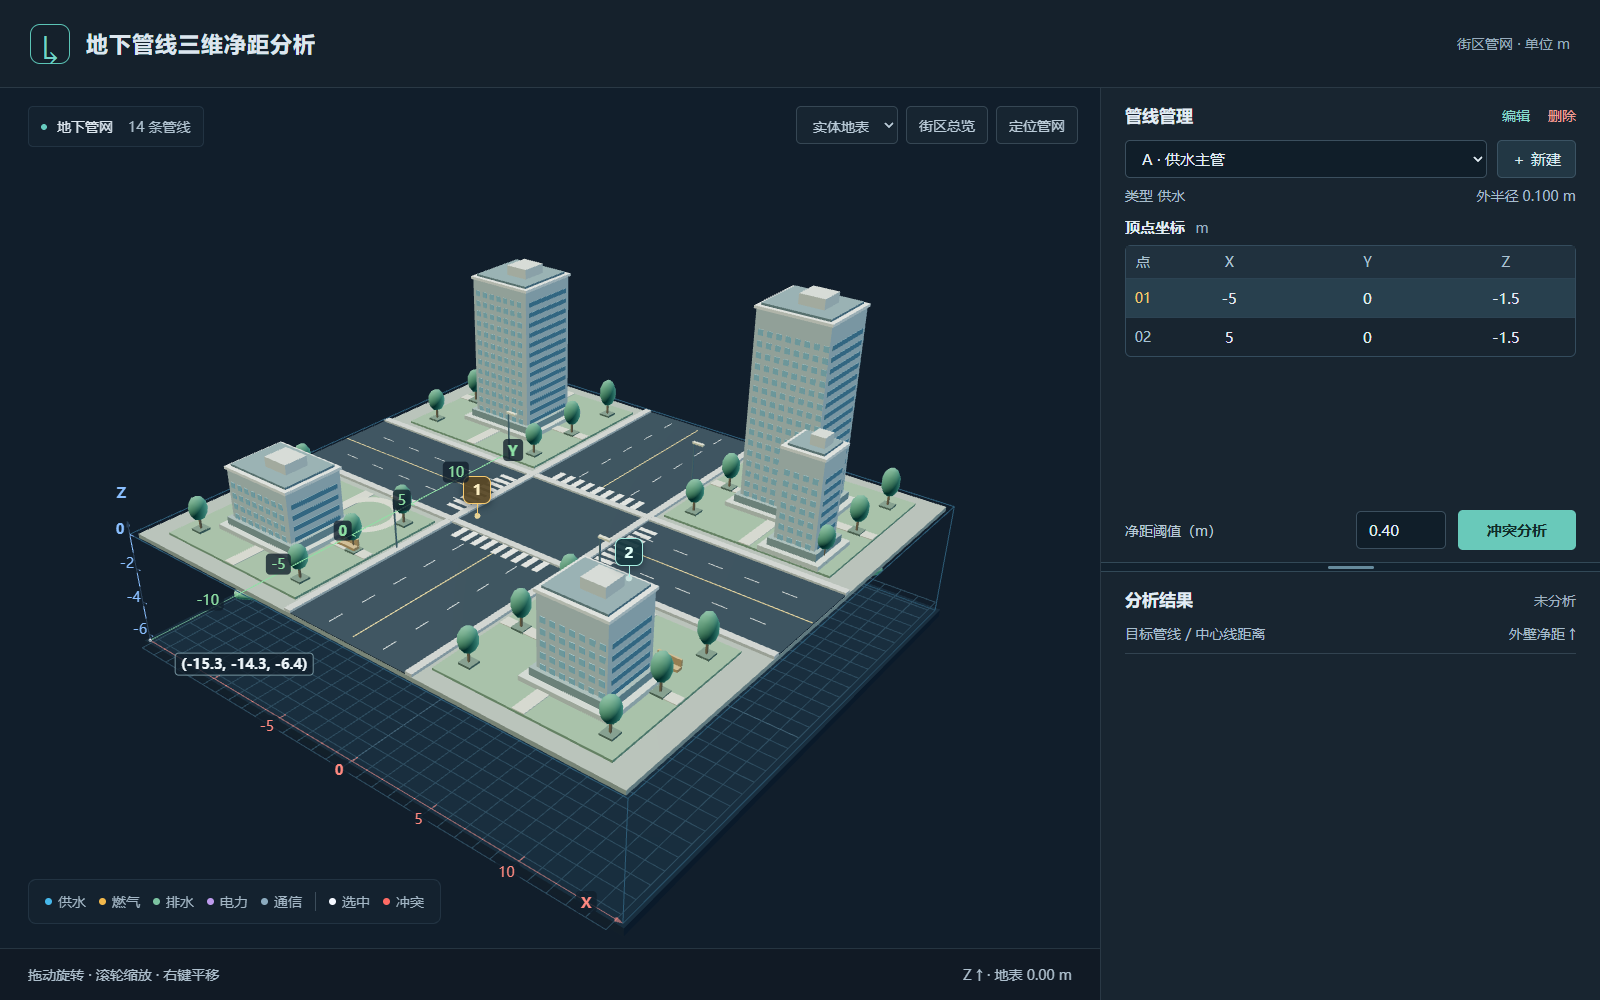 地下管线三维净距分析
街区管网 · 单位 m
地下管网 14 条管线
实体地表
街区总览
定位管网
管线管理
编辑 删除
A · 供水主管
+ 新建
类型 供水
外半径 0.100 m
顶点坐标 m
点 X Y Z
01 -5 0 -1.5
02 5 0 -1.5
净距阈值（m）
0.40
冲突分析
分析结果
未分析
目标管线 / 中心线距离
外壁净距 ↑
Y
10
1
5
0
-5
-10
2
Z
0
-2
-4
-6
(-15.3, -14.3, -6.4)
-5
0
5
10
X
供水 燃气 排水 电力 通信 选中 冲突
拖动旋转 · 滚轮缩放 · 右键平移
Z ↑ · 地表 0.00 m